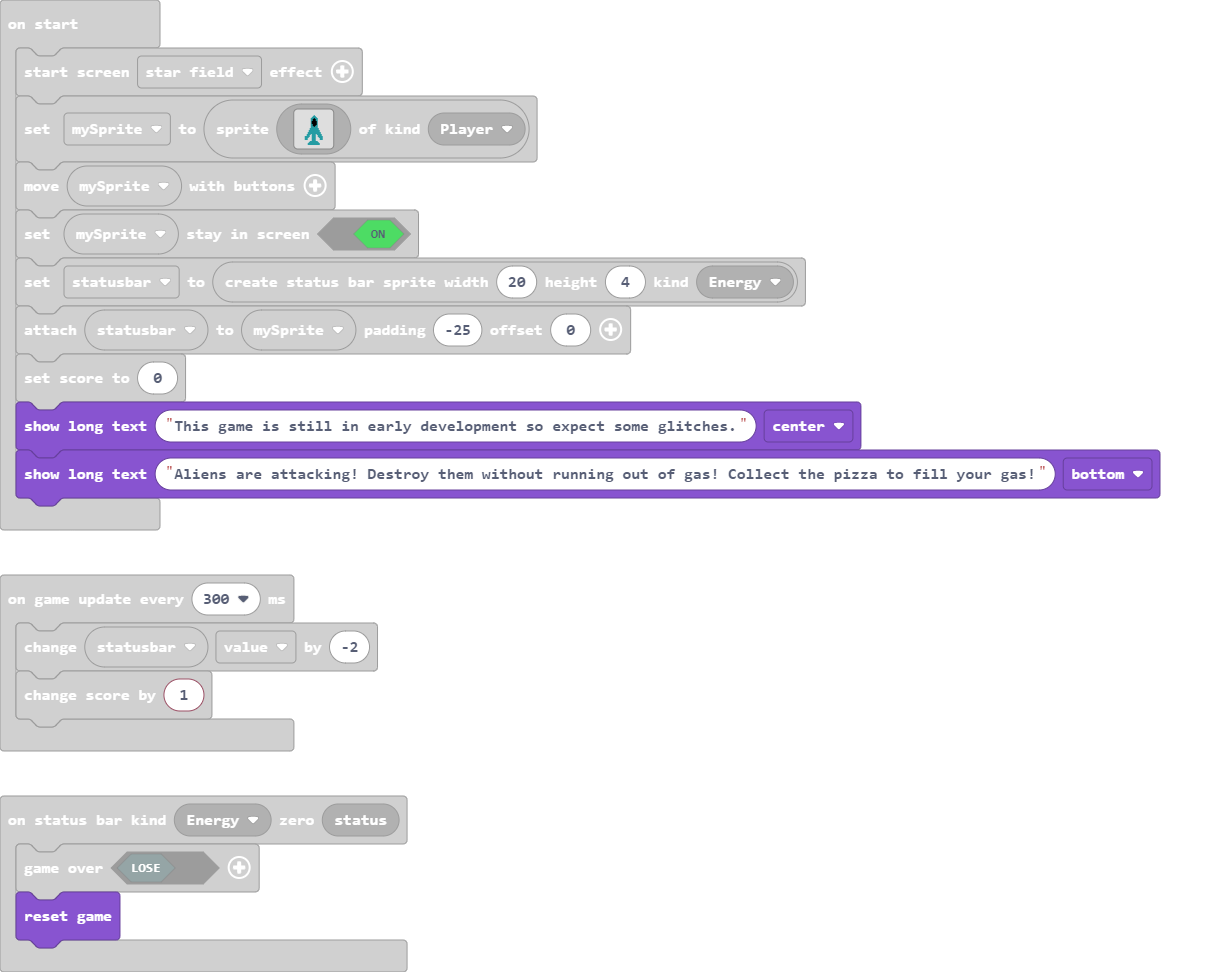 on start
start screen star field effect
set mySprite to sprite of kind Player
move mySprite with buttons
set mySprite stay in screen ON
set statusbar to create status bar sprite width 20 height 4 kind Energy
attach statusbar to mySprite padding -25 offset 0
set score to 0
show long text "This game is still in early development so expect some glitches." center
show long text "Aliens are attacking! Destroy them without running out of gas! Collect the pizza to fill your gas!" bottom
on game update every 300 ms
change statusbar value by -2
change score by 1
on status bar kind Energy zero status
game over LOSE
reset game